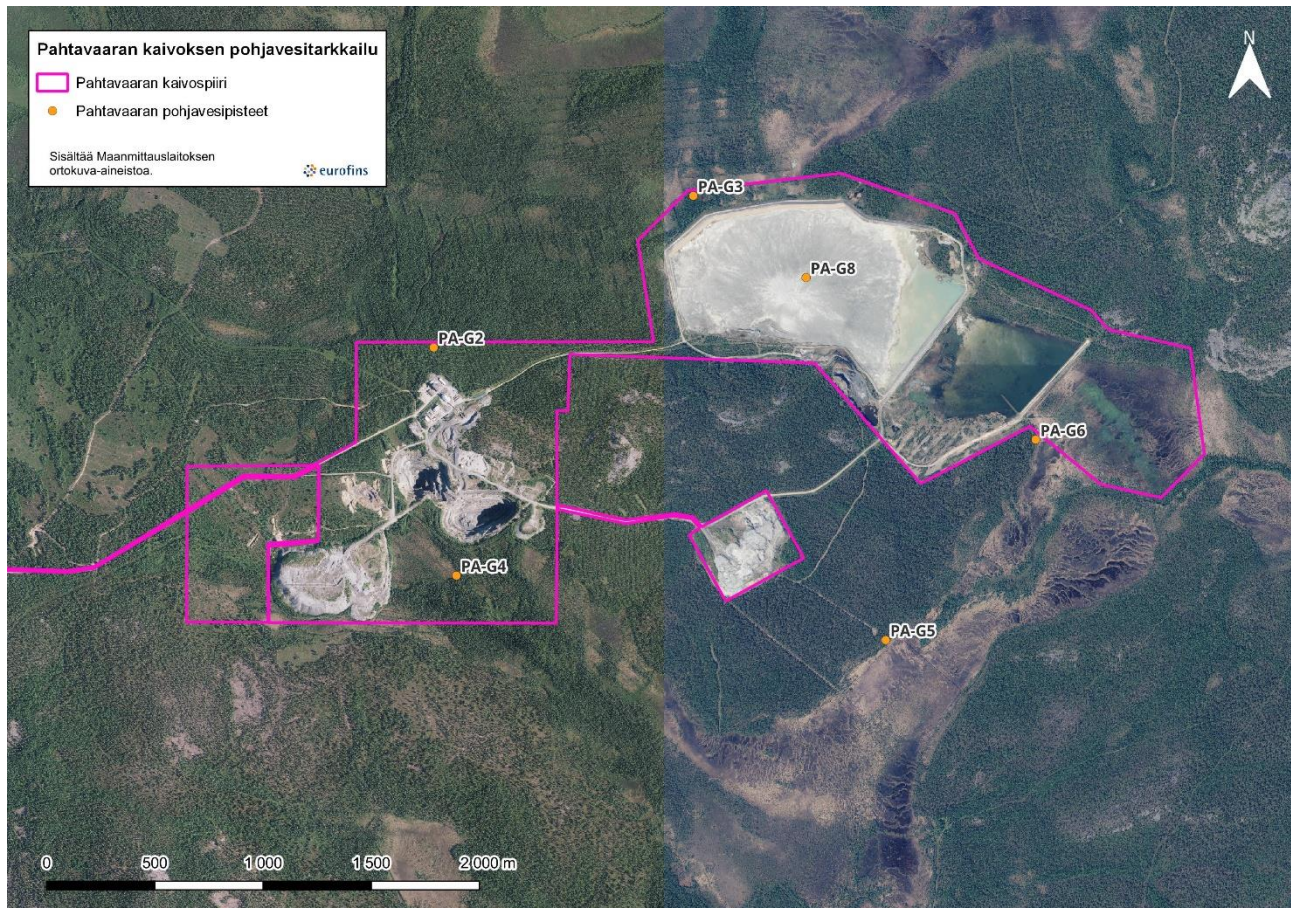 Pahtavaaran kaivoksen pohjavesitarkkailu
Pahtavaaran kaivospiiri
Pahtavaaran pohjavesipisteet
Sisältää Maanmittauslaitoksen
ortokuva-aineistoa.
eurofins
N
PA-G3
PA-G8
PA-G2
PA-G6
PA-G4
PA-G5
0 500 1 000 1 500 2 000 m